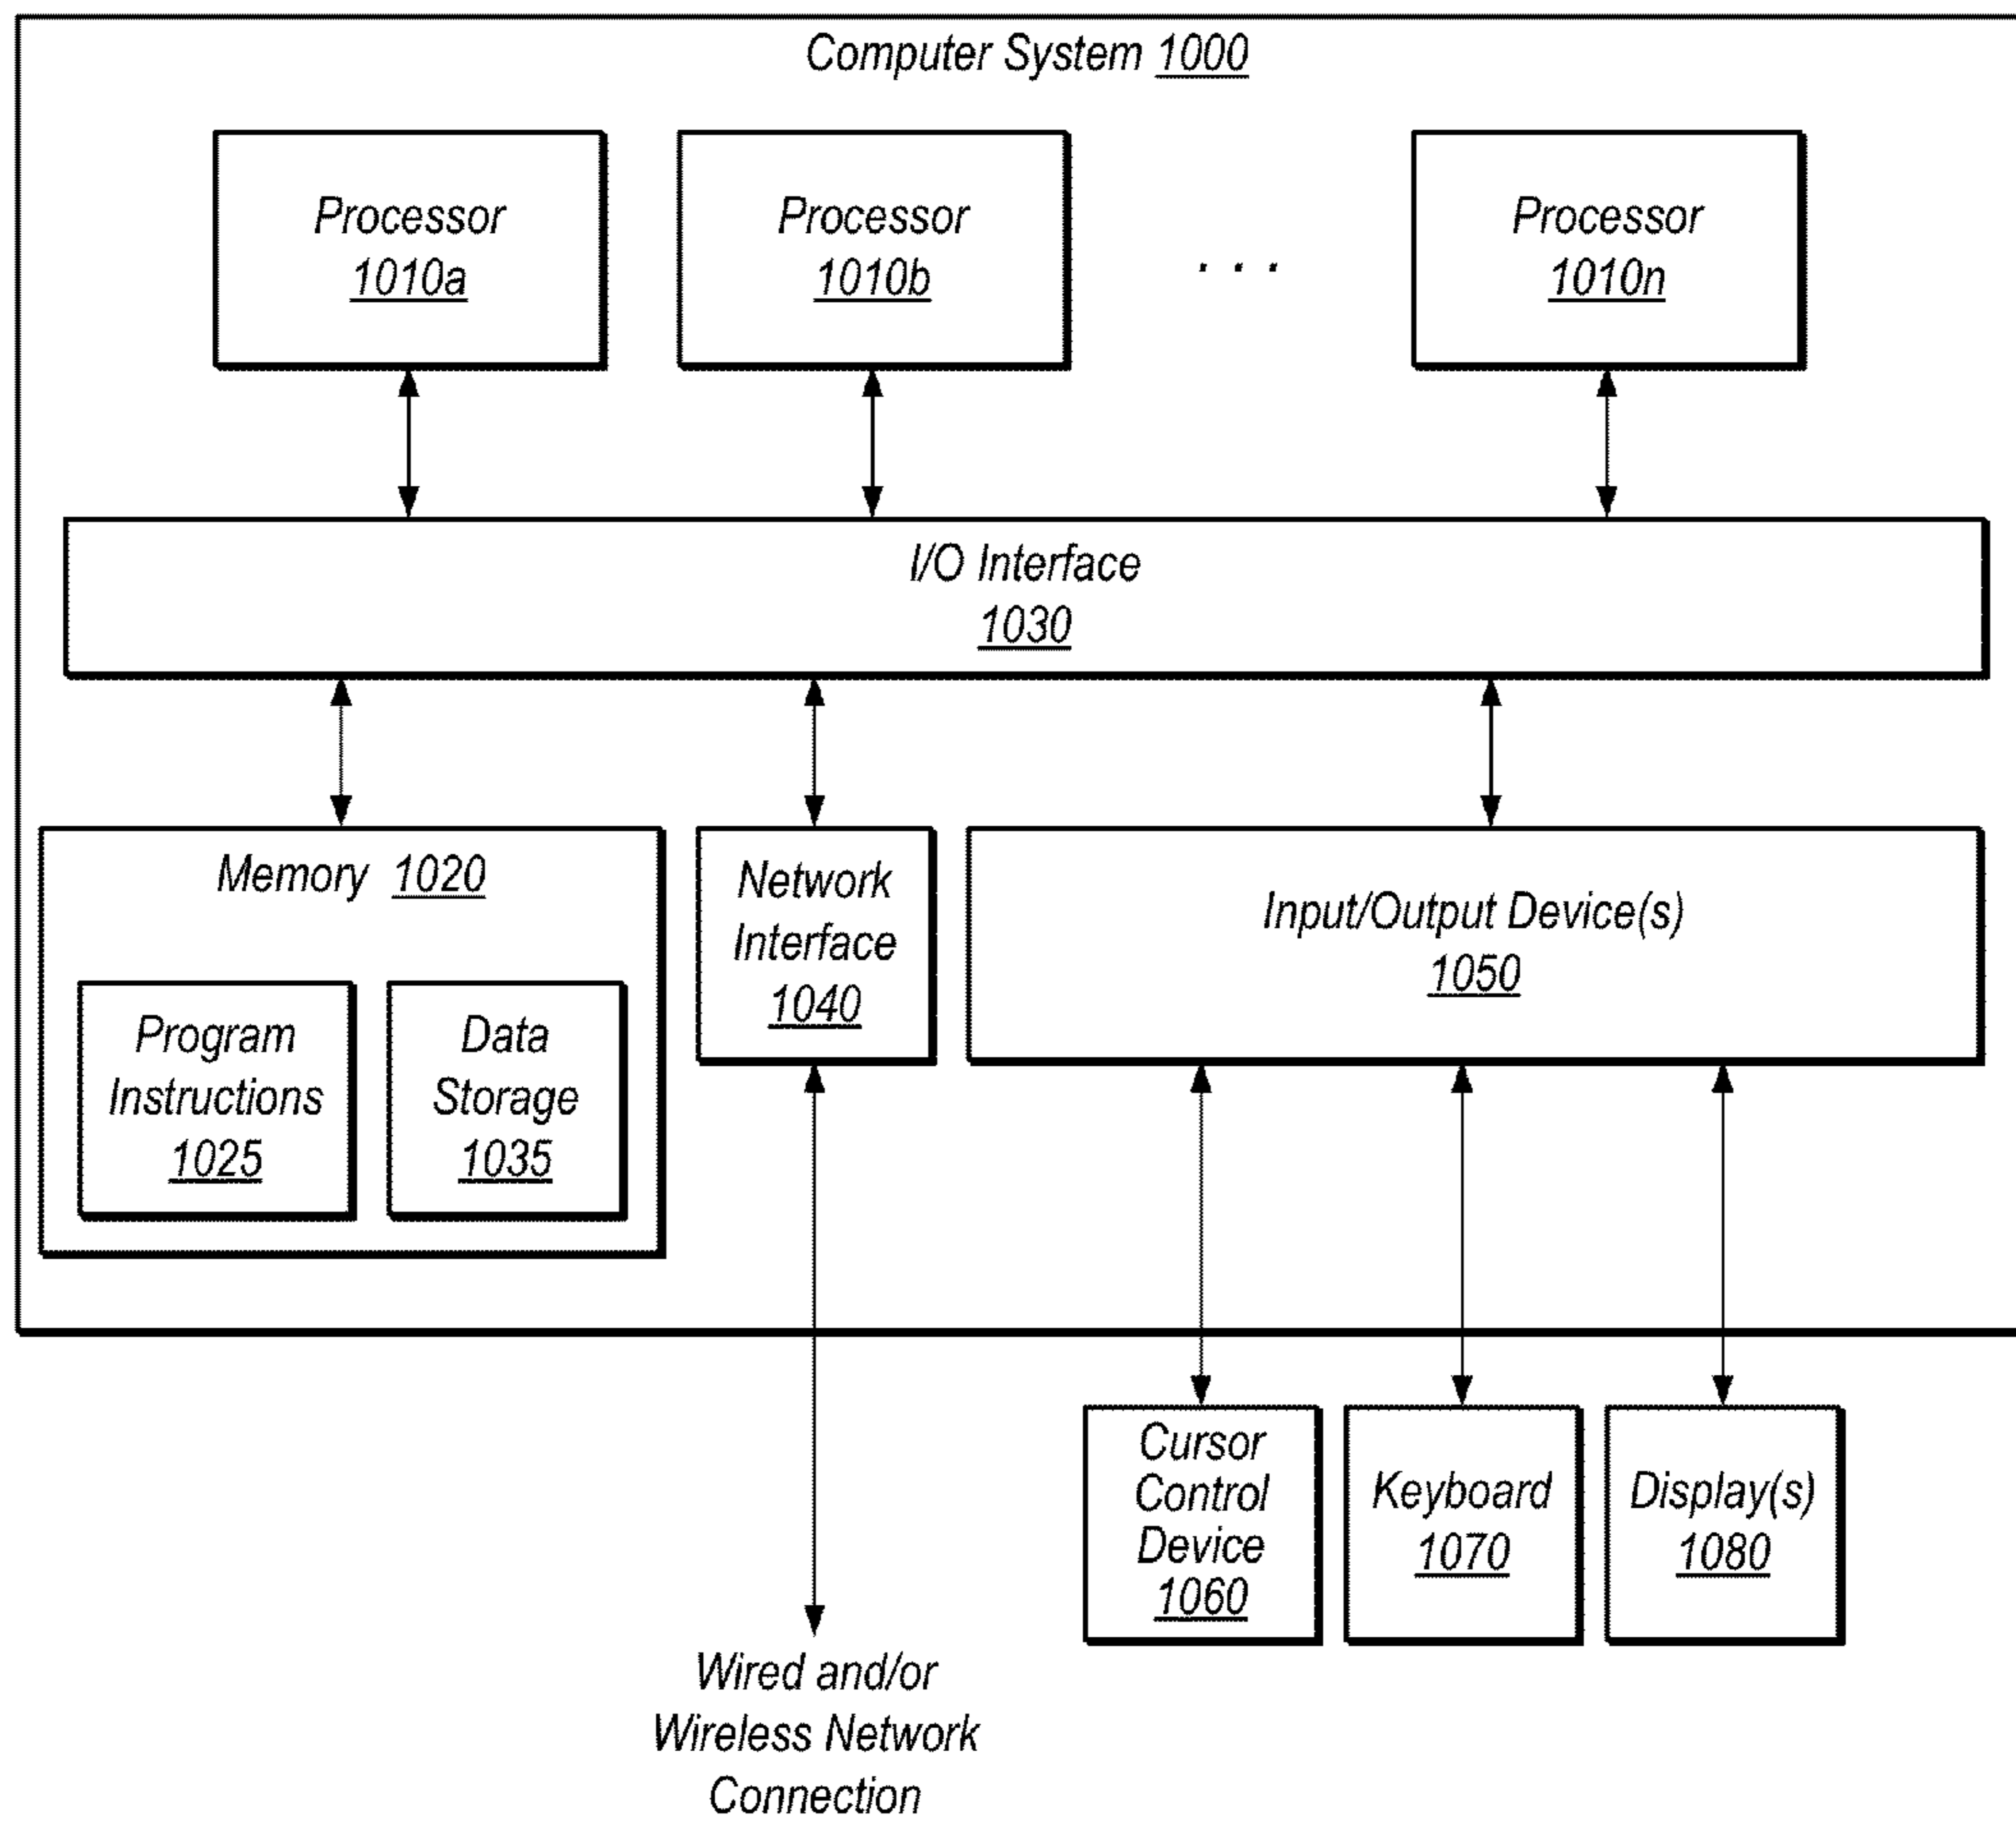 Computer System 1000
Processor
1010a
Processor
1010b
. . .
Processor
1010n
I/O Interface
1030
Memory 1020
Program
Instructions
1025
Data
Storage
1035
Network
Interface
1040
Input/Output Device(s)
1050
Cursor
Control
Device
1060
Keyboard
1070
Display(s)
1080
Wired and/or
Wireless Network
Connection